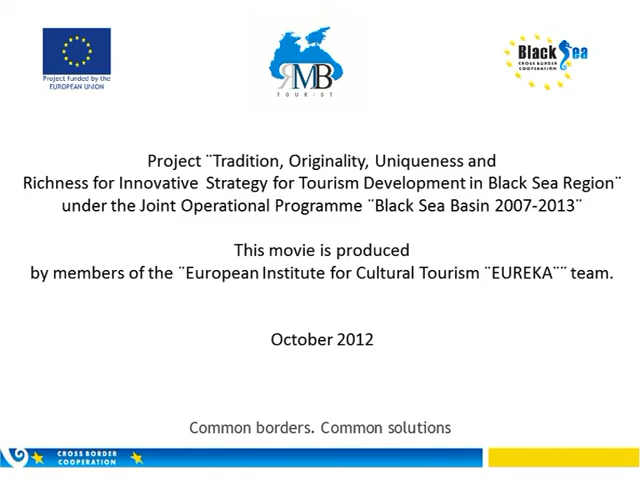 Project funded by the
EUROPEAN UNION
RMB
TOURIST
Black Sea
CROSS BORDER
COOPERATION
Project ¨Tradition, Originality, Uniqueness and
Richness for Innovative Strategy for Tourism Development in Black Sea Region¨
under the Joint Operational Programme ¨Black Sea Basin 2007-2013¨
This movie is produced
by members of the ¨European Institute for Cultural Tourism ¨EUREKA¨¨ team.
October 2012
Common borders. Common solutions
CROSS BORDER
COOPERATION